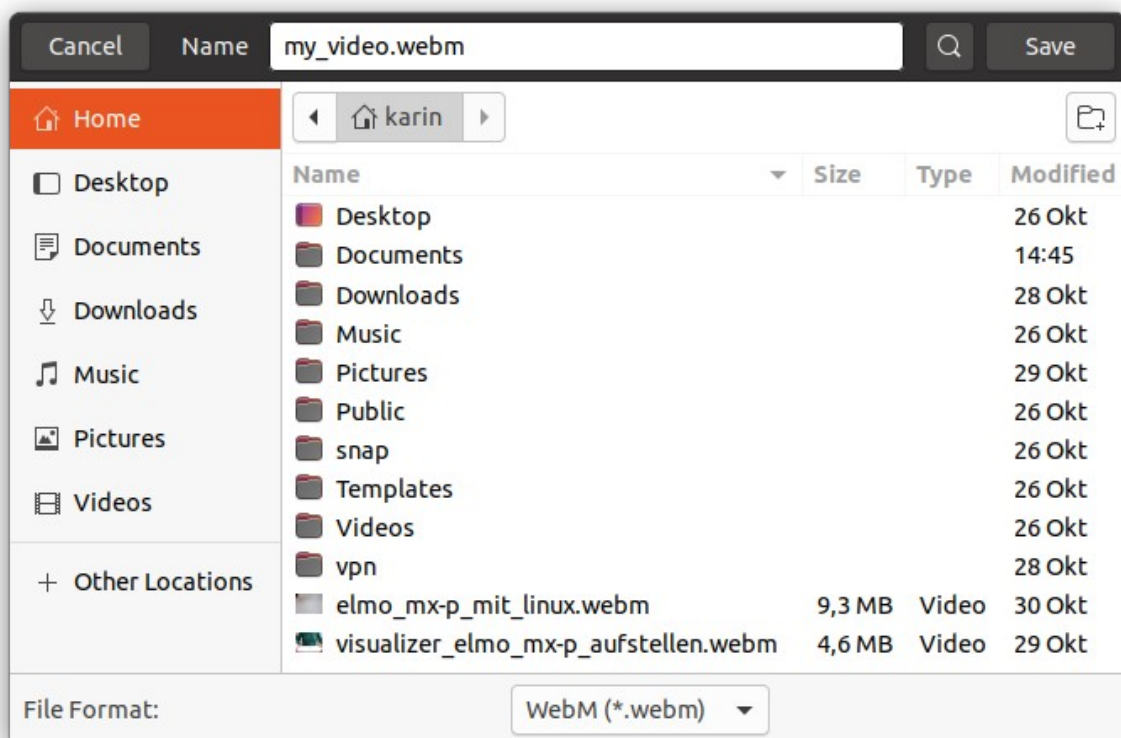 Cancel Name my_video.webm Save
Home
Desktop
Documents
Downloads
Music
Pictures
Videos
Other Locations
karin
Name Size Type Modified
Desktop 26 Okt
Documents 14:45
Downloads 28 Okt
Music 26 Okt
Pictures 29 Okt
Public 26 Okt
snap 26 Okt
Templates 26 Okt
Videos 26 Okt
vpn 28 Okt
elmo_mx-p_mit_linux.webm 9,3 MB Video 30 Okt
visualizer_elmo_mx-p_aufstellen.webm 4,6 MB Video 29 Okt
File Format: WebM (*.webm)